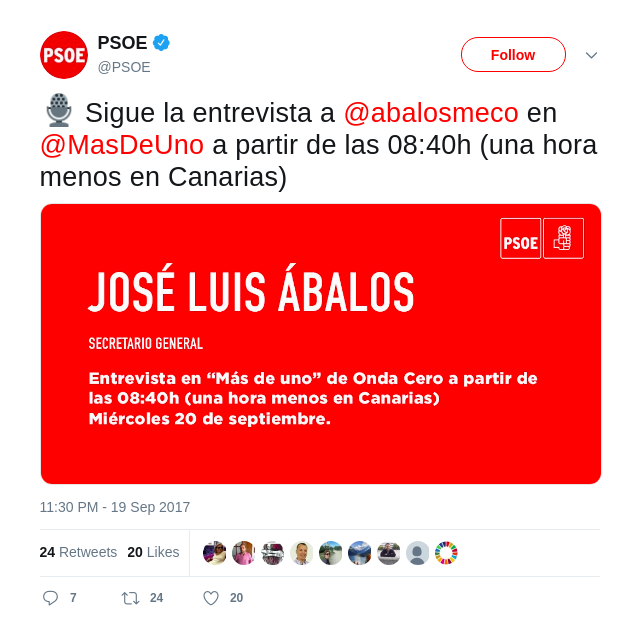 PSOE
PSOE
@PSOE
Follow
Sigue la entrevista a @abalosmeco en
@MasDeUno a partir de las 08:40h (una hora
menos en Canarias)
PSOE
JOSÉ LUIS ÁBALOS
SECRETARIO GENERAL
Entrevista en “Más de uno” de Onda Cero a partir de
las 08:40h (una hora menos en Canarias)
Miércoles 20 de septiembre.
11:30 PM - 19 Sep 2017
24 Retweets 20 Likes
7 24 20